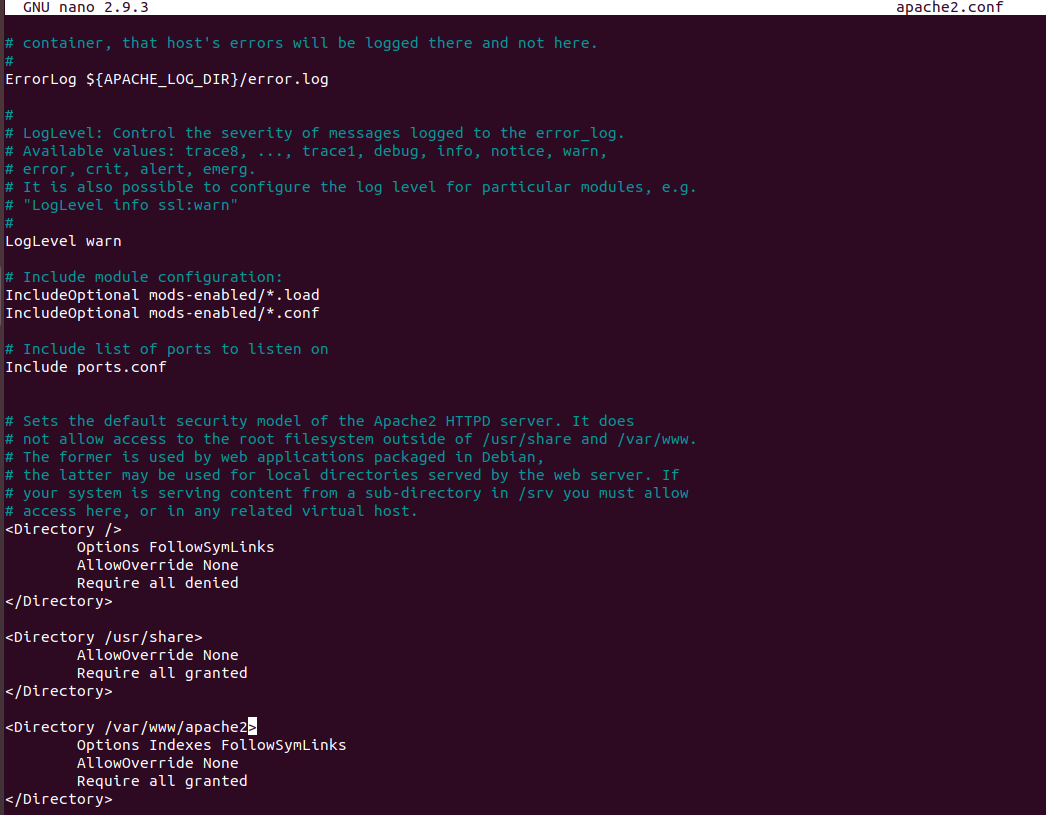 GNU nano 2.9.3 apache2.conf
# container, that host's errors will be logged there and not here.
#
ErrorLog ${APACHE_LOG_DIR}/error.log
#
# LogLevel: Control the severity of messages logged to the error_log.
# Available values: trace8, ..., trace1, debug, info, notice, warn,
# error, crit, alert, emerg.
# It is also possible to configure the log level for particular modules, e.g.
# "LogLevel info ssl:warn"
#
LogLevel warn
# Include module configuration:
IncludeOptional mods-enabled/*.load
IncludeOptional mods-enabled/*.conf
# Include list of ports to listen on
Include ports.conf
# Sets the default security model of the Apache2 HTTPD server. It does
# not allow access to the root filesystem outside of /usr/share and /var/www.
# The former is used by web applications packaged in Debian,
# the latter may be used for local directories served by the web server. If
# your system is serving content from a sub-directory in /srv you must allow
# access here, or in any related virtual host.
<Directory />
Options FollowSymLinks
AllowOverride None
Require all denied
</Directory>
<Directory /usr/share>
AllowOverride None
Require all granted
</Directory>
<Directory /var/www/apache2>
Options Indexes FollowSymLinks
AllowOverride None
Require all granted
</Directory>